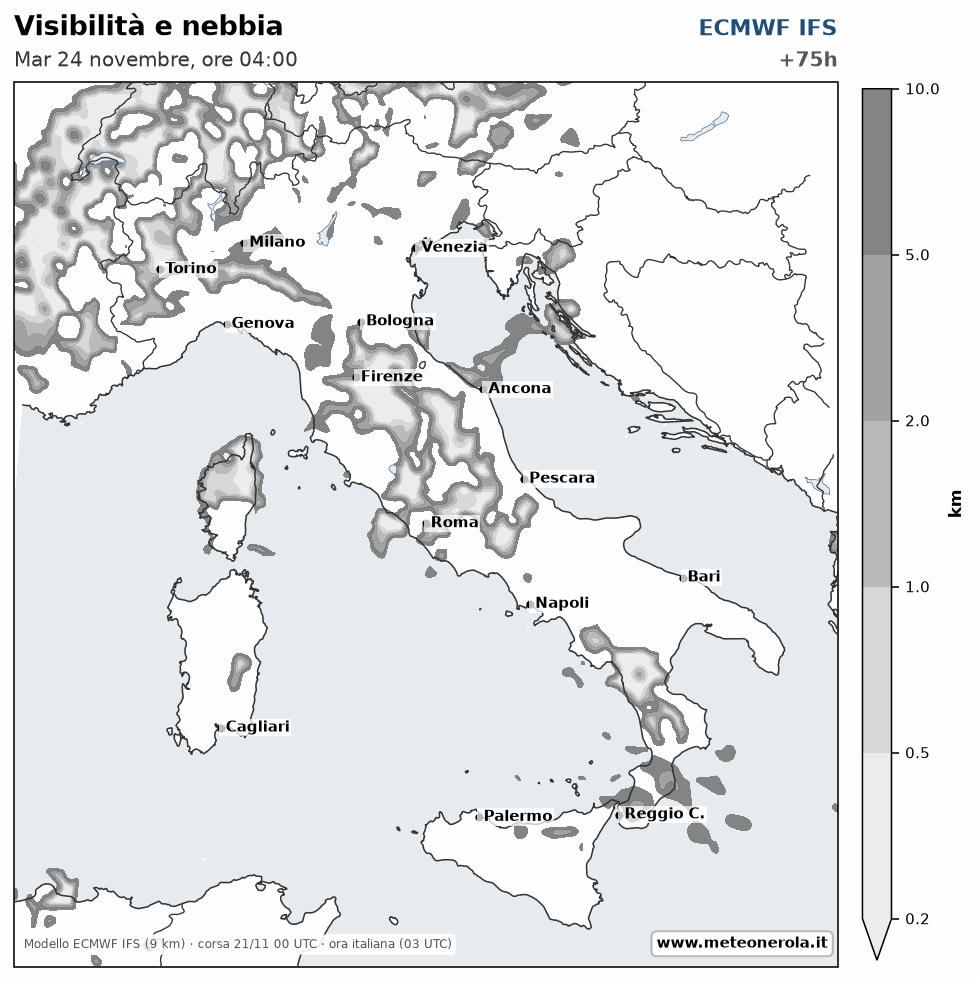 Visibilità e nebbia
ECMWF IFS
Mar 24 novembre, ore 04:00
+75h
10.0
5.0
2.0
1.0
0.5
0.2
km
Milano
Venezia
Torino
Genova
Bologna
Firenze
Ancona
Pescara
Roma
Bari
Napoli
Cagliari
Palermo
Reggio C.
Modello ECMWF IFS (9 km) · corsa 21/11 00 UTC · ora italiana (03 UTC)
www.meteonerola.it